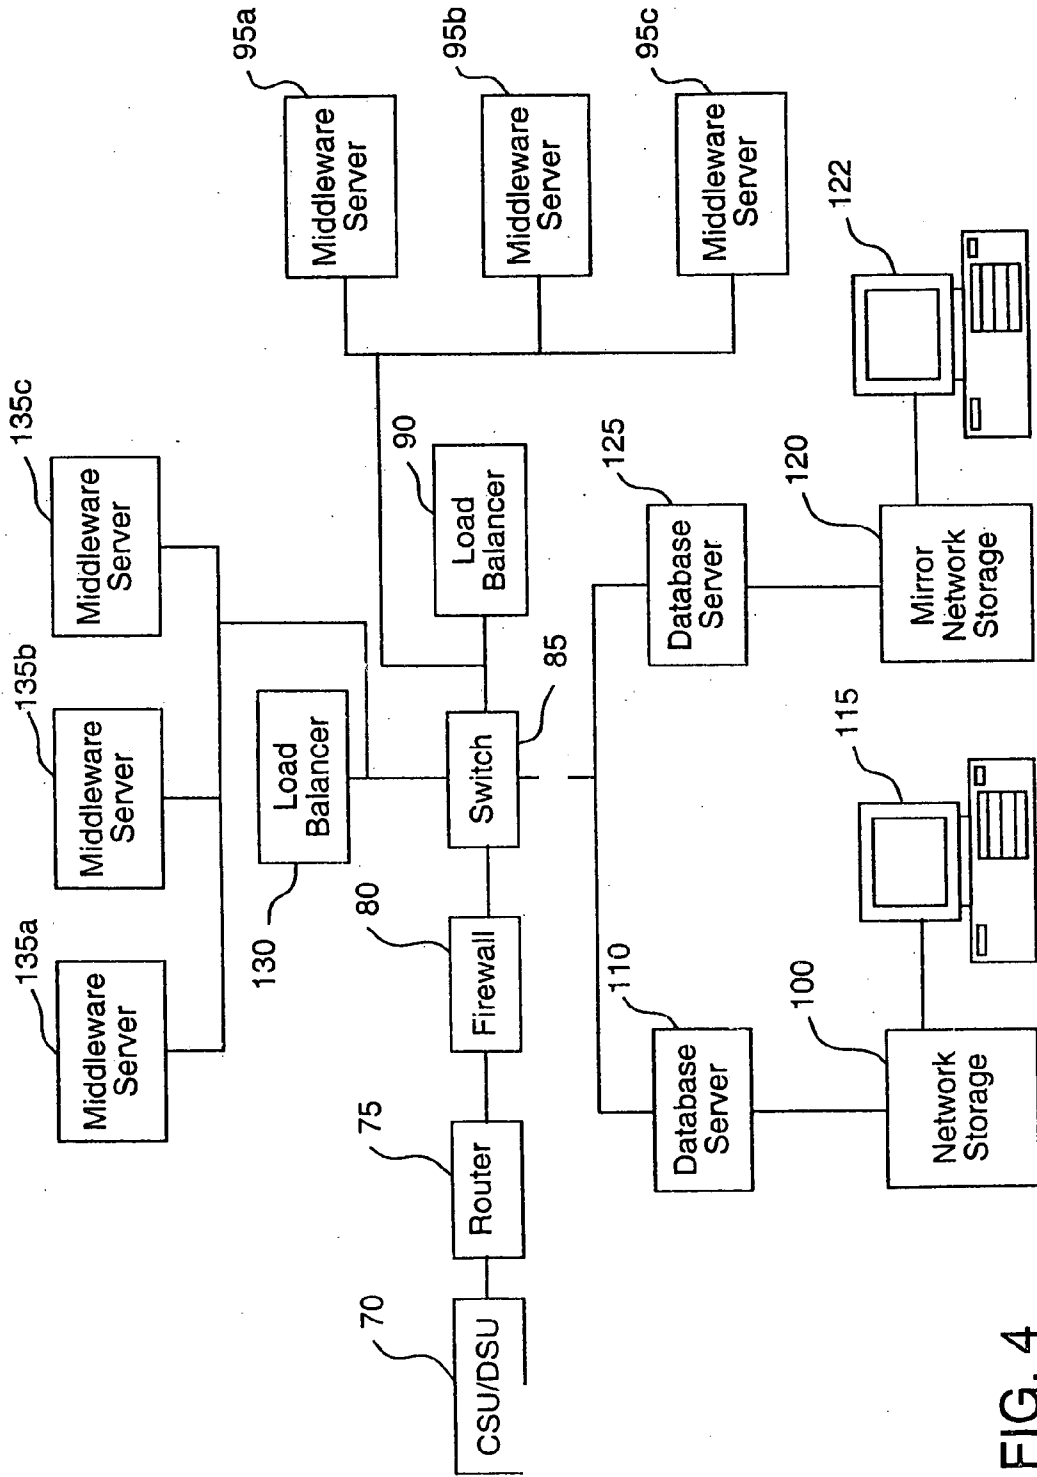 135a
Middleware
Server
135b
Middleware
Server
135c
Middleware
Server
95a
Middleware
Server
130
Load
Balancer
90
Load
Balancer
95b
Middleware
Server
70
CSU/DSU
75
Router
80
Firewall
Switch
85
95c
Middleware
Server
110
Database
Server
125
Database
Server
100
Network
Storage
115
120
Mirror
Network
Storage
122
FIG. 4